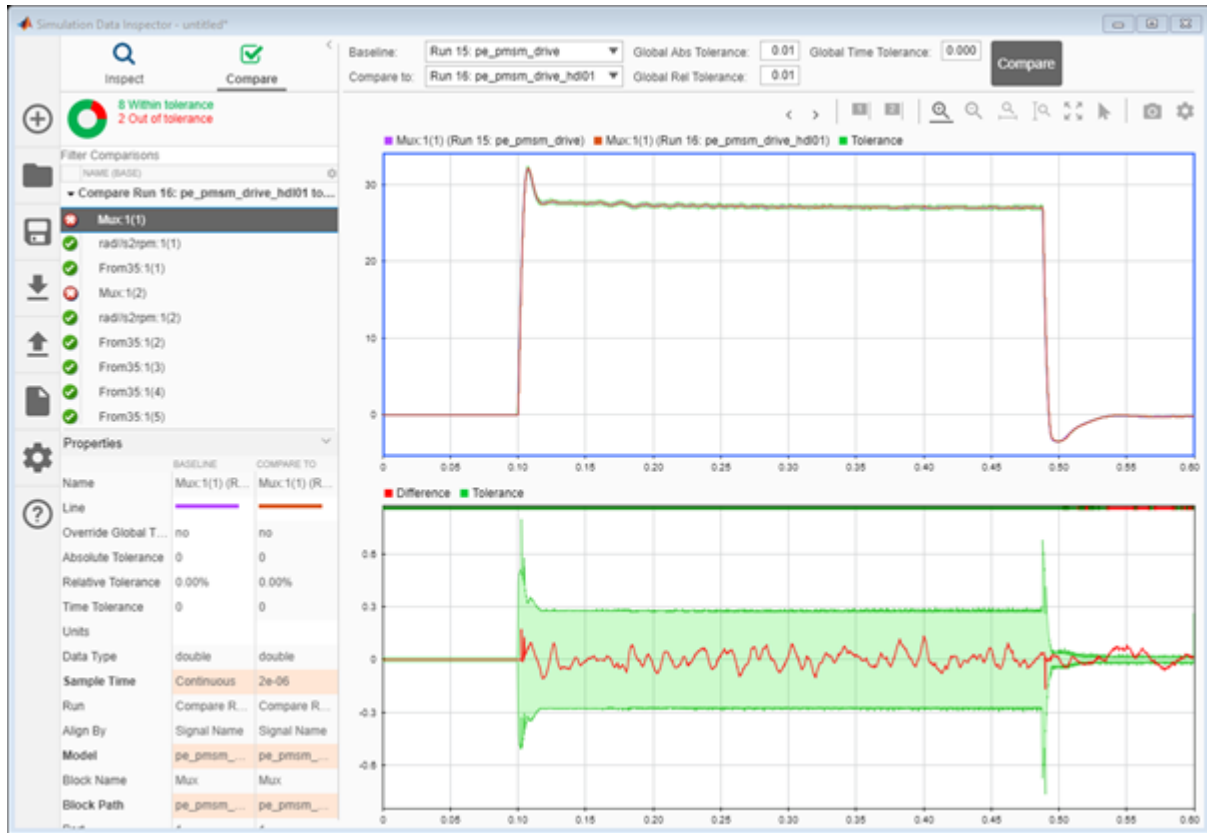 Simulation Data Inspector - untitled*
Inspect
Compare
Baseline:
Run 15: pe_pmsm_drive
Global Abs Tolerance:
0.01
Global Time Tolerance:
0.000
Compare
Compare to:
Run 16: pe_pmsm_drive_hdl01
Global Rel Tolerance:
0.01
8 Within tolerance
2 Out of tolerance
Filter Comparisons
NAME (BASE)
Compare Run 16: pe_pmsm_drive_hdl01 to...
Mux:1(1)
rad//s2rpm:1(1)
From35:1(1)
Mux:1(2)
rad//s2rpm:1(2)
From35:1(2)
From35:1(3)
From35:1(4)
From35:1(5)
Properties
BASELINE COMPARE TO
Name Mux:1(1) (R... Mux:1(1) (R...
Line
Override Global T... no no
Absolute Tolerance 0 0
Relative Tolerance 0.00% 0.00%
Time Tolerance 0 0
Units
Data Type double double
Sample Time Continuous 2e-06
Run Compare R... Compare R...
Align By Signal Name Signal Name
Model pe_pmsm_... pe_pmsm_...
Block Name Mux Mux
Block Path pe_pmsm_... pe_pmsm_...
Mux:1(1) (Run 15: pe_pmsm_drive) Mux:1(1) (Run 16: pe_pmsm_drive_hdl01) Tolerance
30
20
10
0
0 0.05 0.10 0.15 0.20 0.25 0.30 0.35 0.40 0.45 0.50 0.55 0.60
Difference Tolerance
0.6
0.3
0
-0.3
-0.6
0 0.05 0.10 0.15 0.20 0.25 0.30 0.35 0.40 0.45 0.50 0.55 0.60